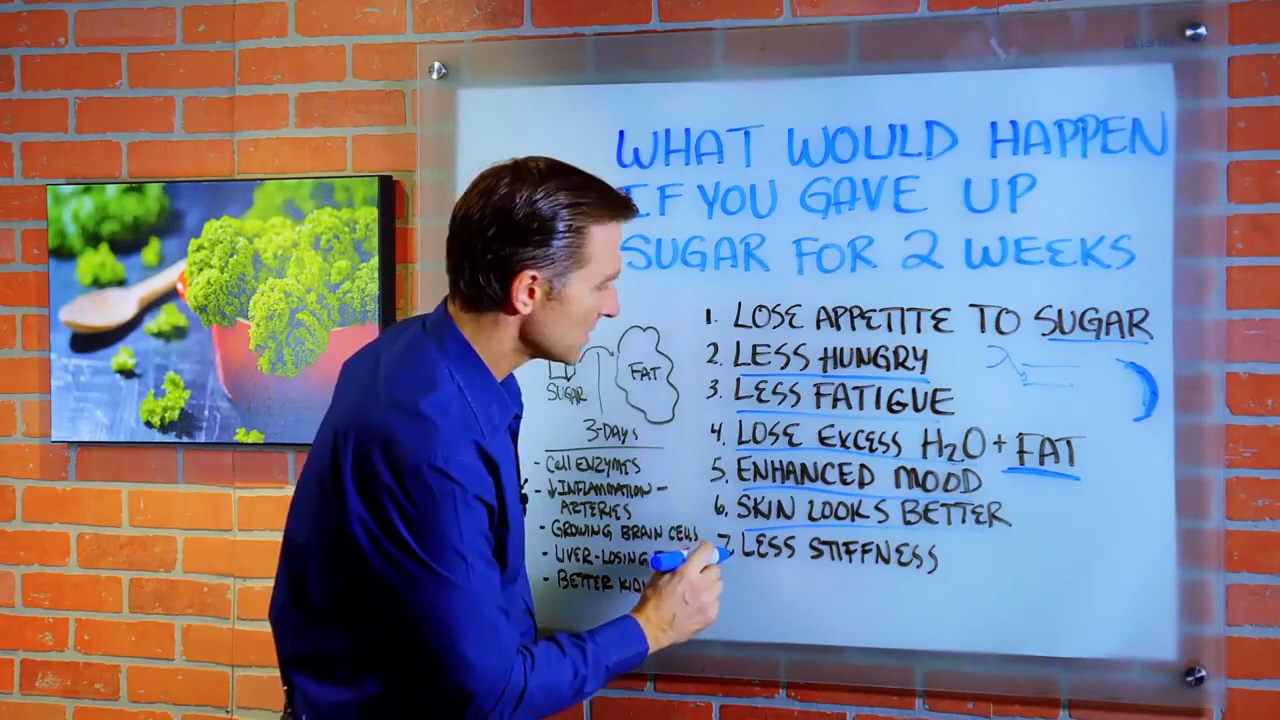 WHAT WOULD HAPPEN
IF YOU GAVE UP
SUGAR FOR 2 WEEKS
1. LOSE APPETITE TO SUGAR
2. LESS HUNGRY
3. LESS FATIGUE
4. LOSE EXCESS H2O + FAT
5. ENHANCED MOOD
6. SKIN LOOKS BETTER
7. LESS STIFFNESS
SUGAR
FAT
3-DAYS
- CELL ENZYMES
- ↓ INFLAMMATION -
ARTERIES
- GROWING BRAIN CELLS
- LIVER-LOSING
- BETTER